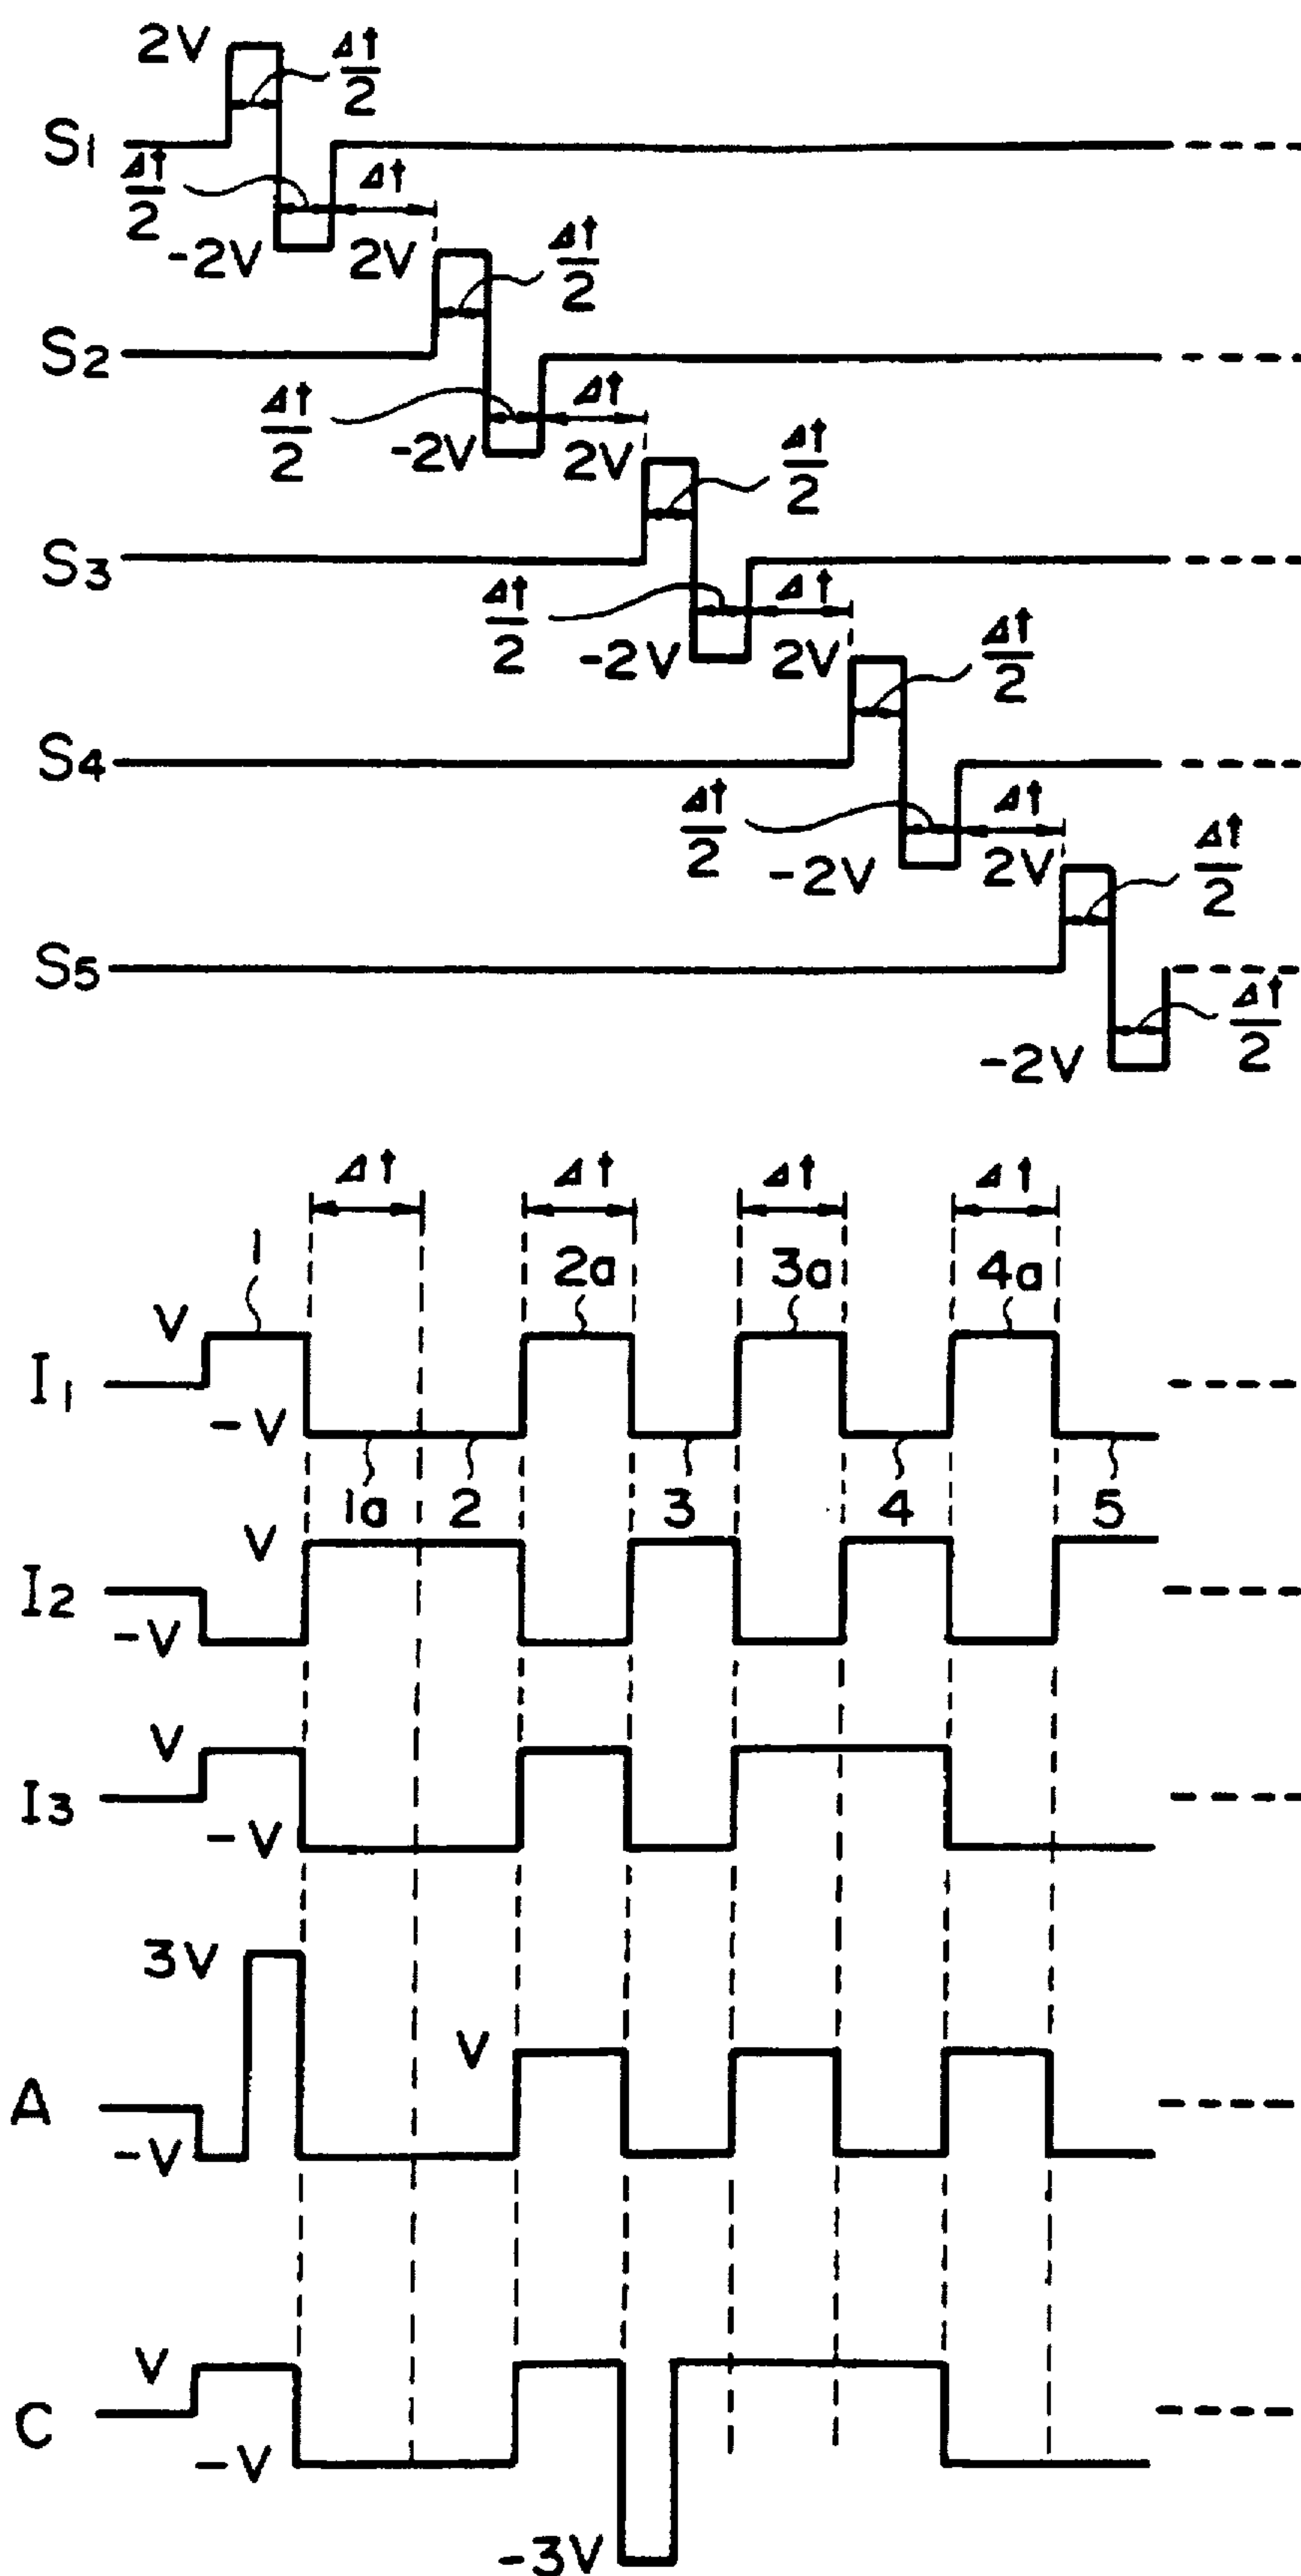 2V Δt/2
S1
Δt/2 Δt
-2V 2V Δt/2
S2
Δt/2 Δt
-2V 2V Δt/2
S3
Δt/2 Δt
-2V 2V Δt/2
S4
Δt/2 Δt
-2V 2V Δt/2
S5
Δt/2
-2V
Δt Δt Δt Δt
1 2a 3a 4a
V
I1
-V
1a 2 3 4 5
V
I2
-V
V
I3
-V
3V
V
A
-V
V
C
-V
-3V